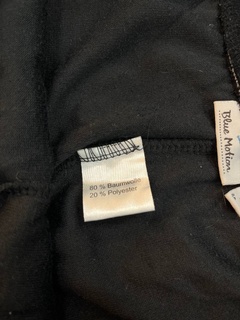 80 % Baumwolle
20 % Polyester
Blue Motion